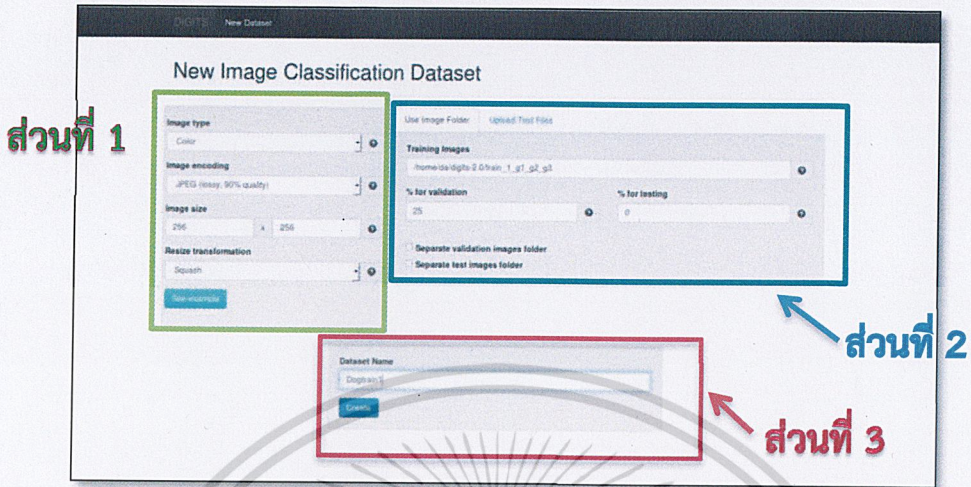 DIGITS New Dataset
New Image Classification Dataset
ส่วนที่ 1
Image type
Color
Image encoding
JPEG (lossy, 90% quality)
Image size
256 x 256
Resize transformation
Squash
See example
Use Image Folder Upload Text Files
Training Images
/home/da/digits-2.0/train_1_g1_g2_g3
% for validation % for testing
25 0
Separate validation images folder
Separate test images folder
ส่วนที่ 2
Dataset Name
Create
ส่วนที่ 3